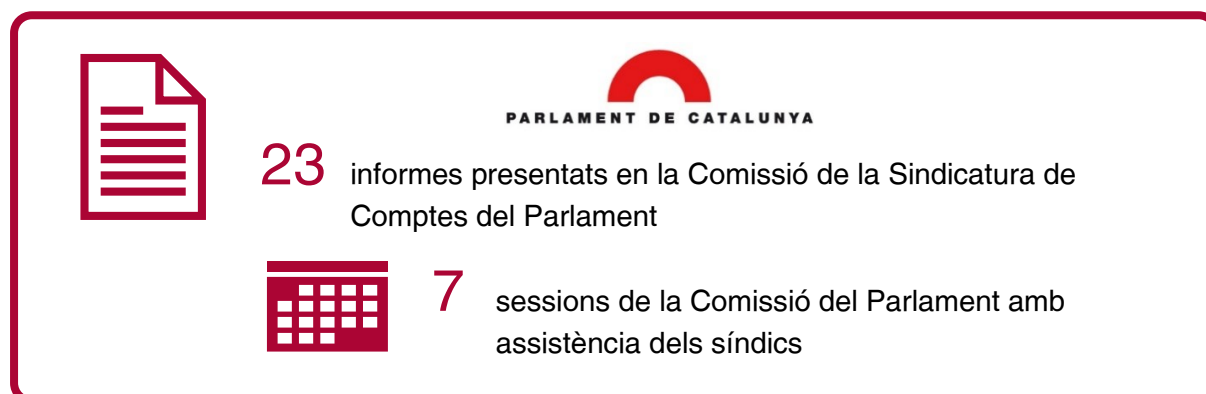 PARLAMENT DE CATALUNYA
23 informes presentats en la Comissió de la Sindicatura de
Comptes del Parlament
7 sessions de la Comissió del Parlament amb
assistència dels síndics